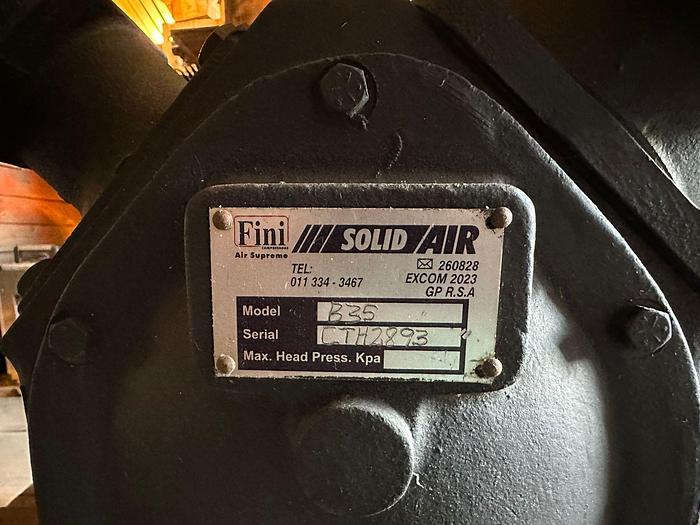 Fini
COMPRESSORS
Air Supreme
SOLID AIR
TEL:
011 334 - 3467
✉ 260828
EXCOM 2023
GP R.S.A
Model B35
Serial CTH2893
Max. Head Press. Kpa